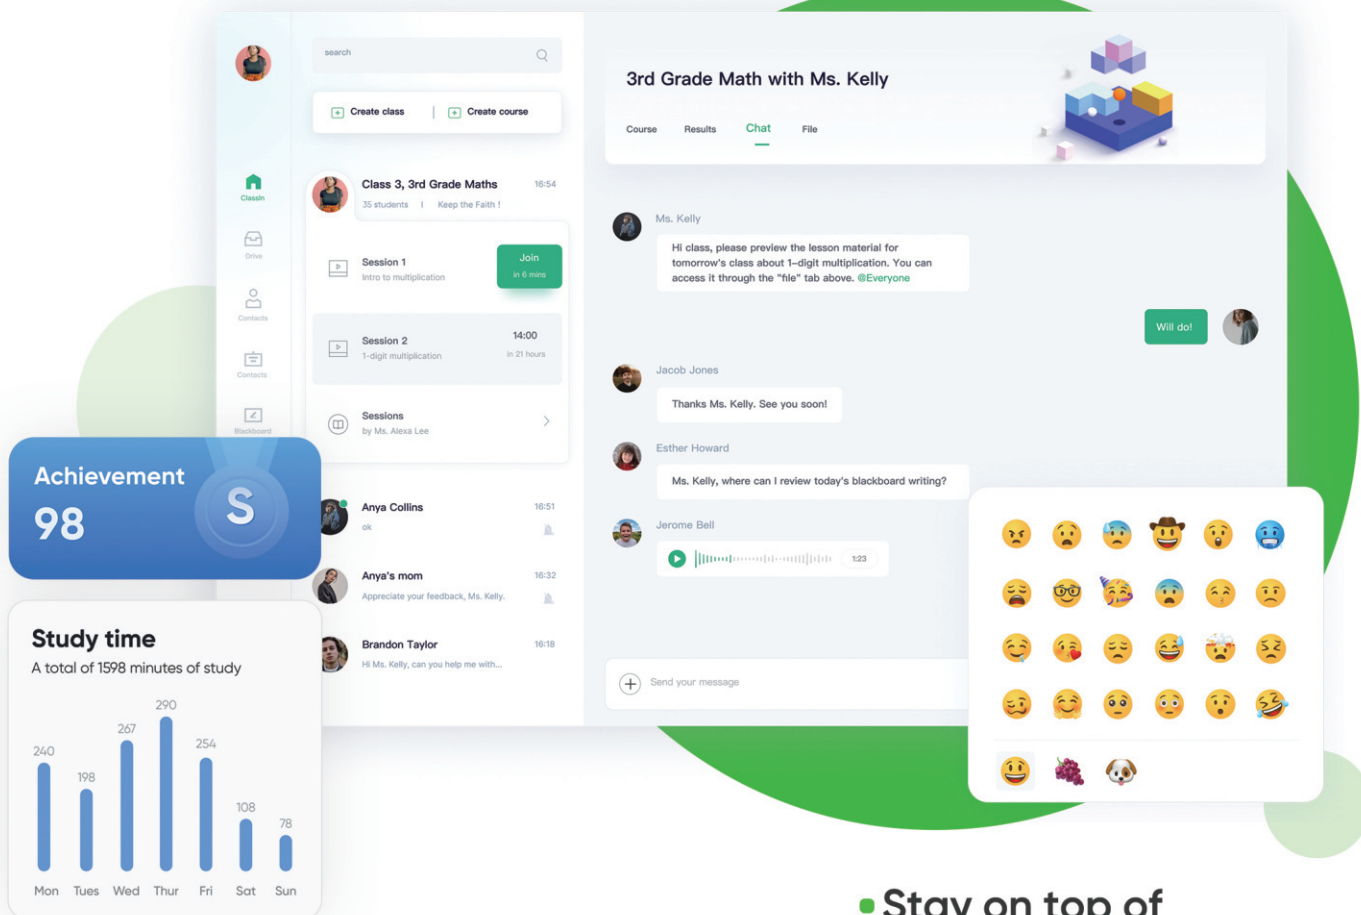 search
Create class | Create course
ClassIn
Drive
Contacts
Contacts
Blackboard
Class 3, 3rd Grade Maths 16:54
35 students | Keep the Faith !
Session 1
Intro to multiplication
Join
in 6 mins
Session 2
1-digit multiplication
14:00
in 21 hours
Sessions
by Ms. Alexa Lee
Anya Collins 16:51
ok
Anya's mom 16:32
Appreciate your feedback, Ms. Kelly.
Brandon Taylor 16:18
Hi Ms. Kelly, can you help me with...
3rd Grade Math with Ms. Kelly
Course Results Chat File
Ms. Kelly
Hi class, please preview the lesson material for
tomorrow's class about 1-digit multiplication. You can
access it through the "file" tab above. @Everyone
Will do!
Jacob Jones
Thanks Ms. Kelly. See you soon!
Esther Howard
Ms. Kelly, where can I review today's blackboard writing?
Jerome Bell
1:23
Send your message
Achievement
98
S
Study time
A total of 1598 minutes of study
240 198 267 290 254 108 78
Mon Tues Wed Thur Fri Sat Sun
Stay on top of